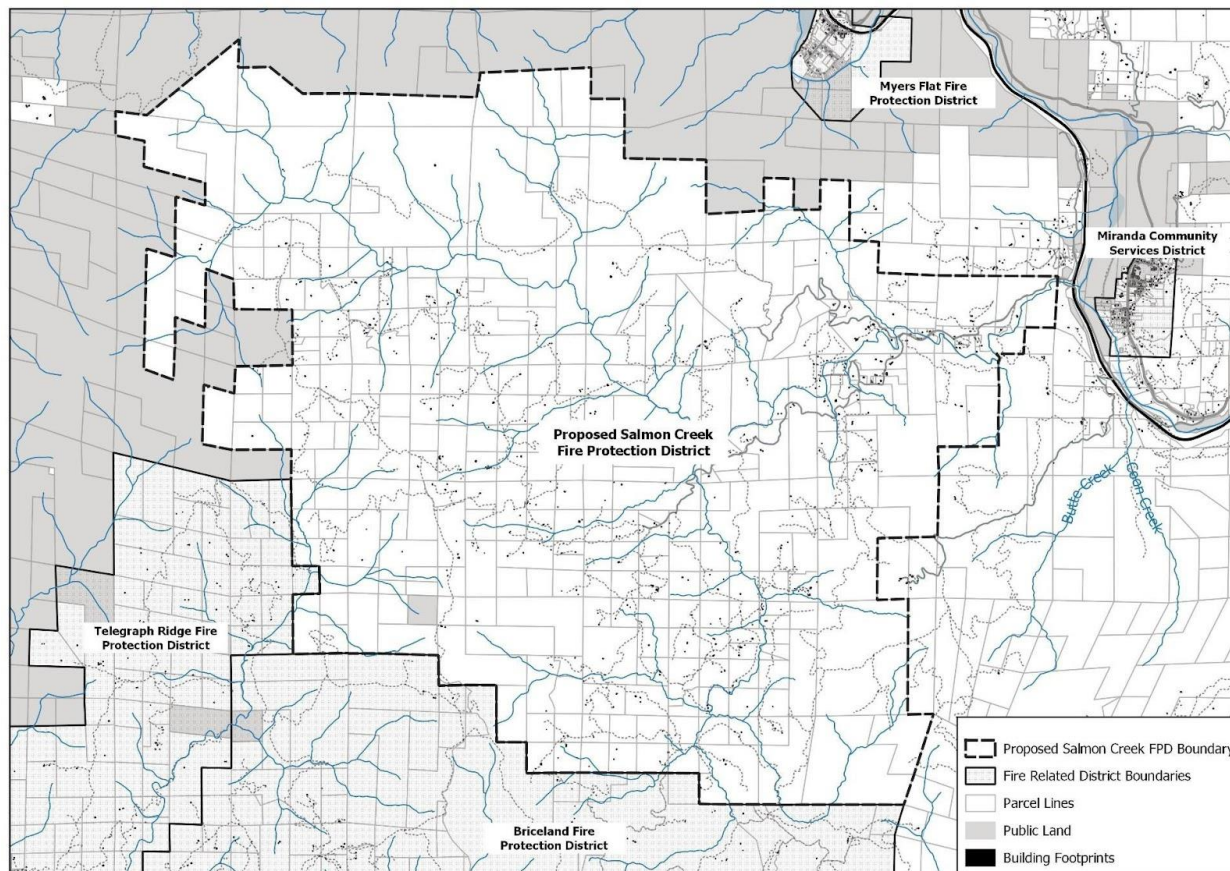 Myers Flat Fire
Protection District
Miranda Community
Services District
Proposed Salmon Creek
Fire Protection District
Butte Creek
Coon Creek
Telegraph Ridge Fire
Protection District
Briceland Fire
Protection District
Proposed Salmon Creek FPD Boundary
Fire Related District Boundaries
Parcel Lines
Public Land
Building Footprints